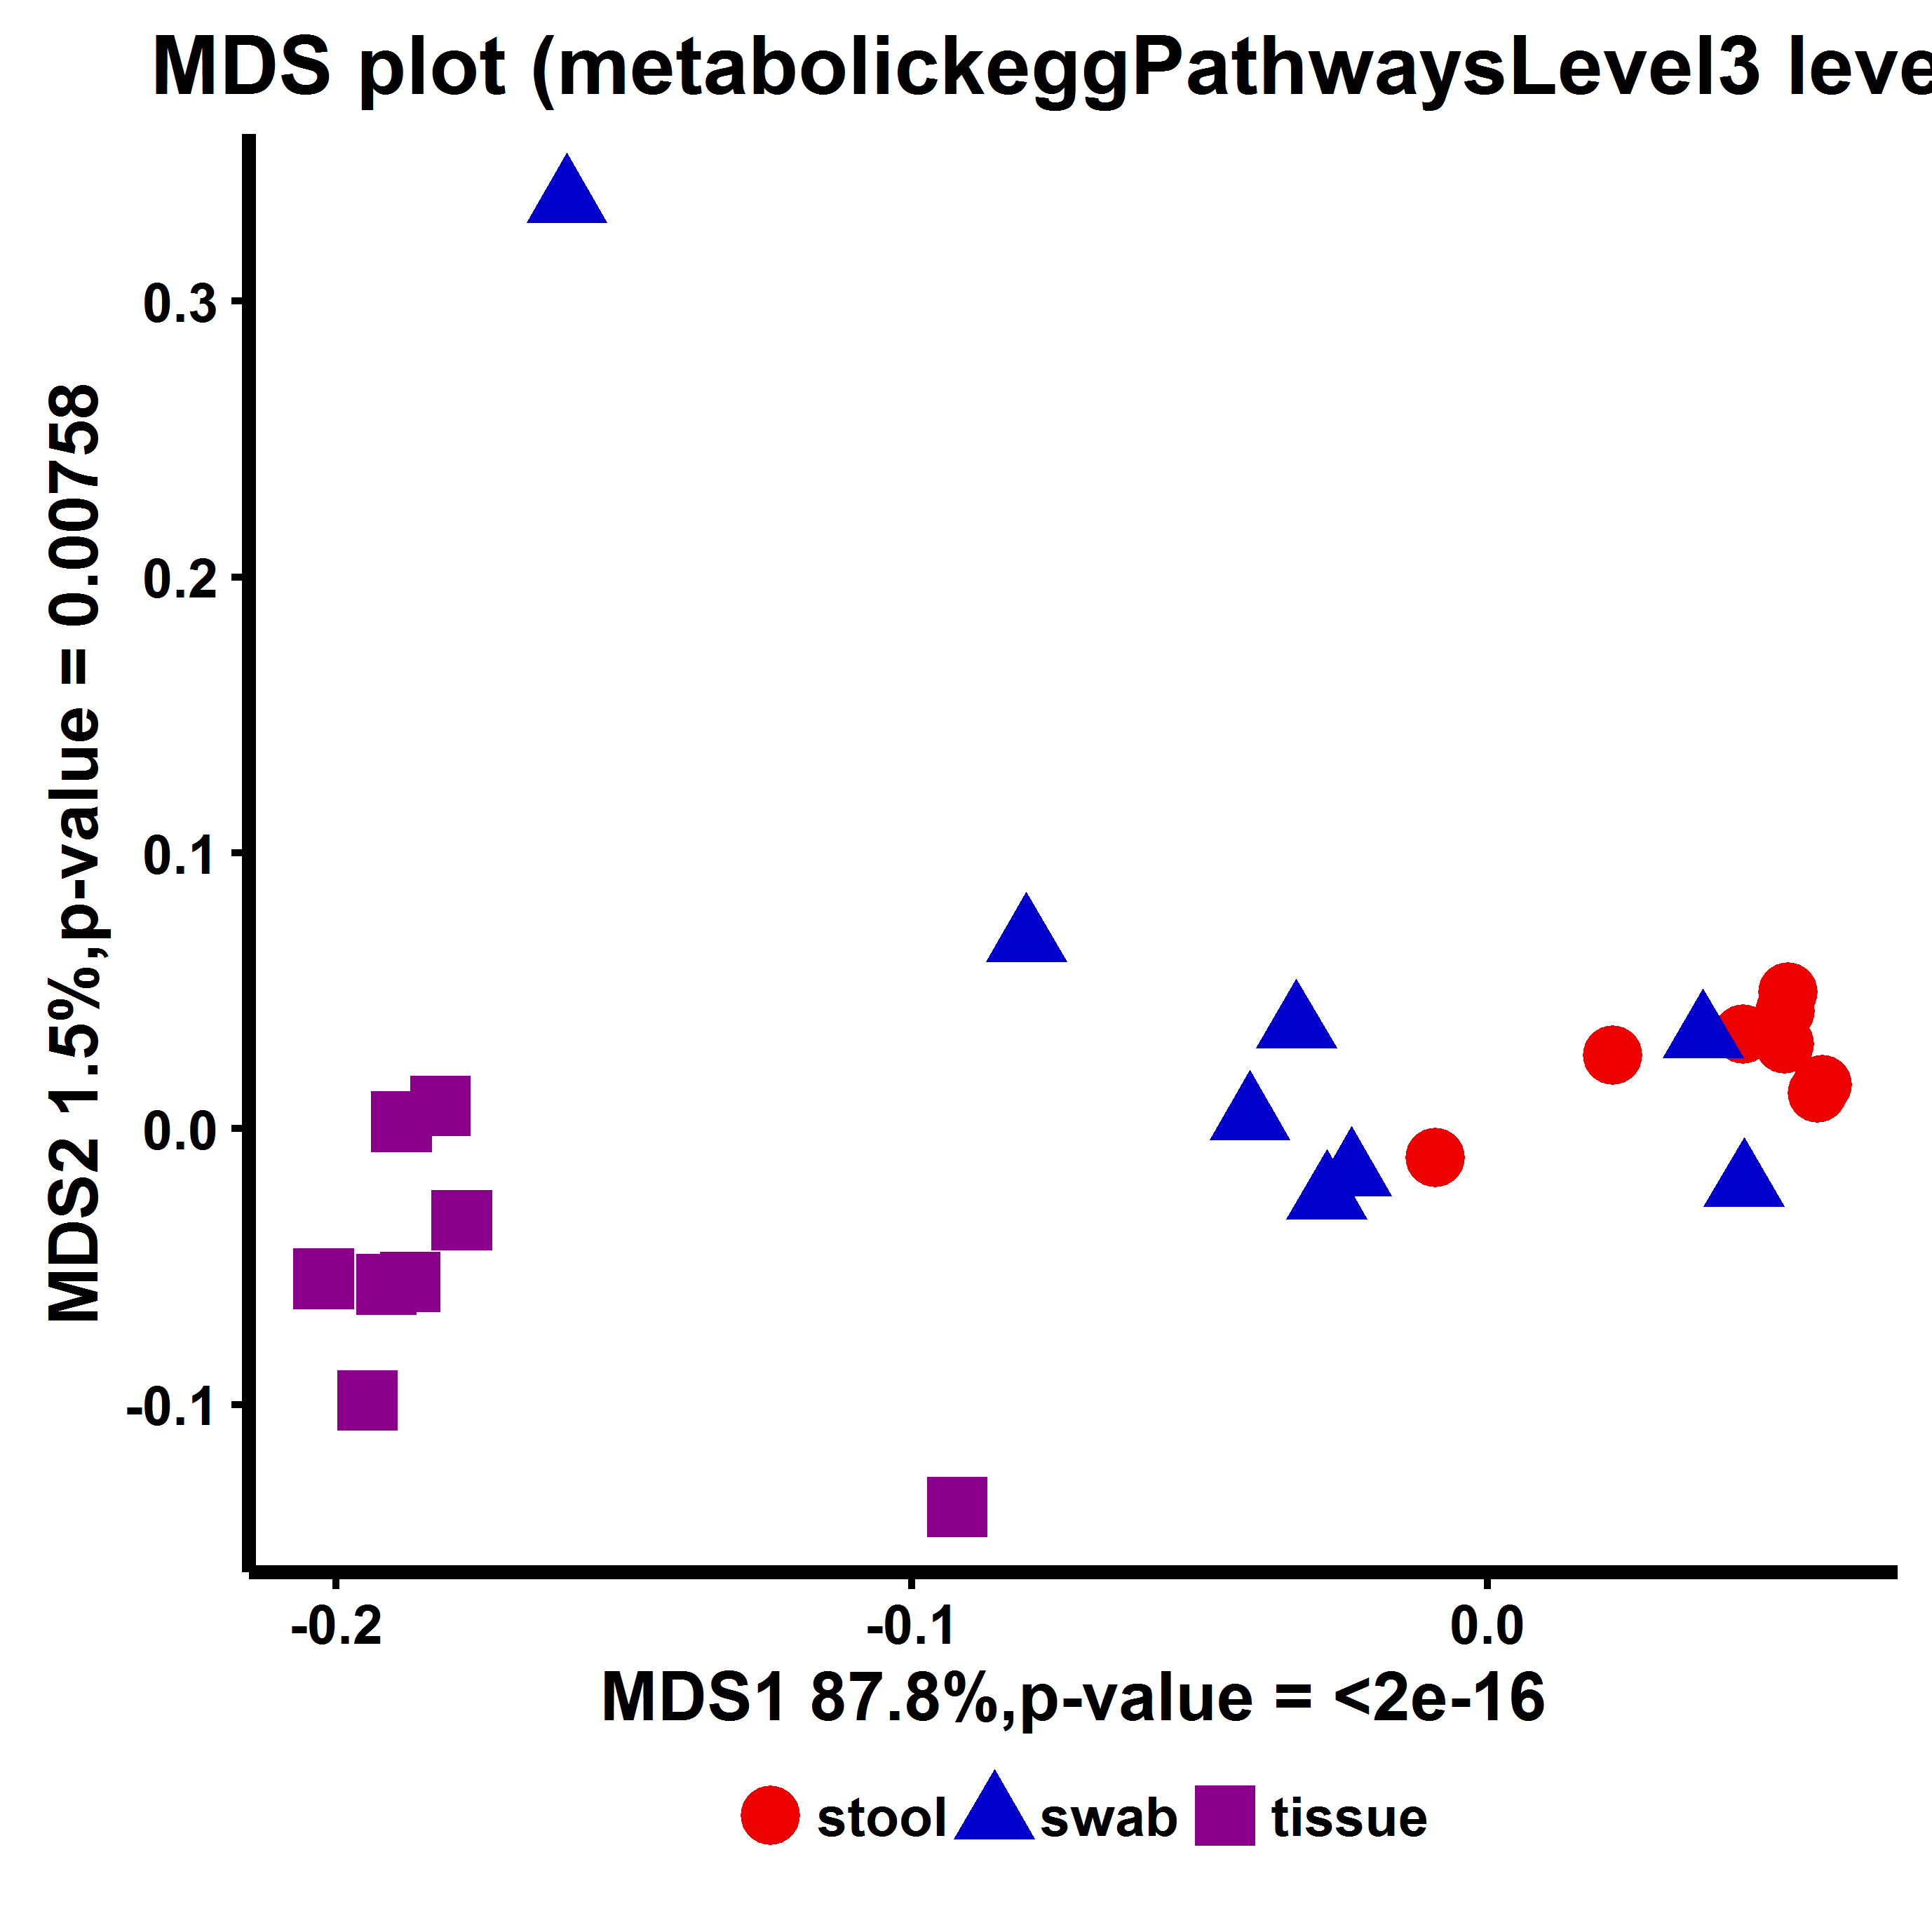 MDS plot (metabolickeggPathwaysLevel3 leve
MDS2 1.5%,p-value = 0.00758
0.3
0.2
0.1
0.0
-0.1
-0.2 -0.1 0.0
MDS1 87.8%,p-value = <2e-16
stool swab tissue